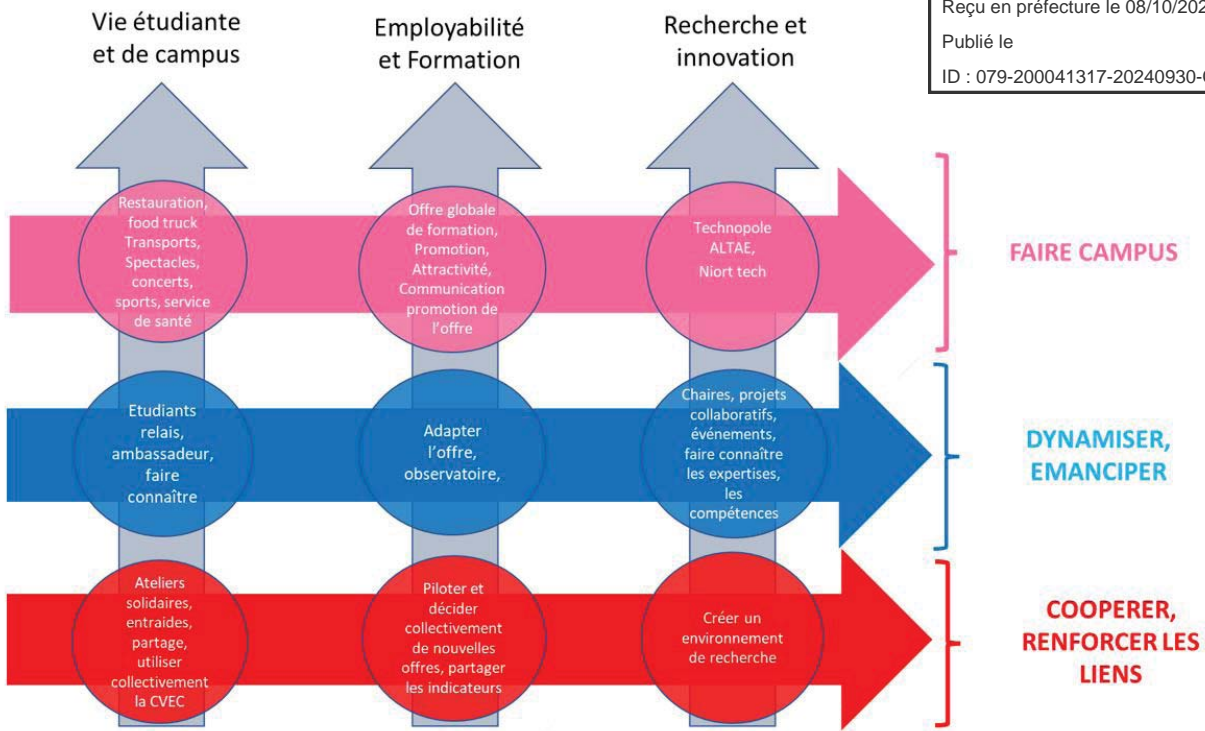 Vie étudiante
et de campus
Employabilité
et Formation
Recherche et
innovation
Reçu en préfecture le 08/10/202
Publié le
ID : 079-200041317-20240930-
Restauration,
food truck
Transports,
Spectacles,
concerts,
sports, service
de santé
Offre globale
de formation,
Promotion,
Attractivité,
Communication
promotion de
l'offre
Technopole
ALTAE,
Niort tech
FAIRE CAMPUS
Etudiants
relais,
ambassadeur,
faire
connaître
Adapter
l'offre,
observatoire,
Chaires, projets
collaboratifs,
événements,
faire connaître
les expertises,
les
compétences
DYNAMISER,
EMANCIPER
Ateliers
solidaires,
entraides,
partage,
utiliser
collectivement
la CVEC
Piloter et
décider
collectivement
de nouvelles
offres, partager
les indicateurs
Créer un
environnement
de recherche
COOPERER,
RENFORCER LES
LIENS